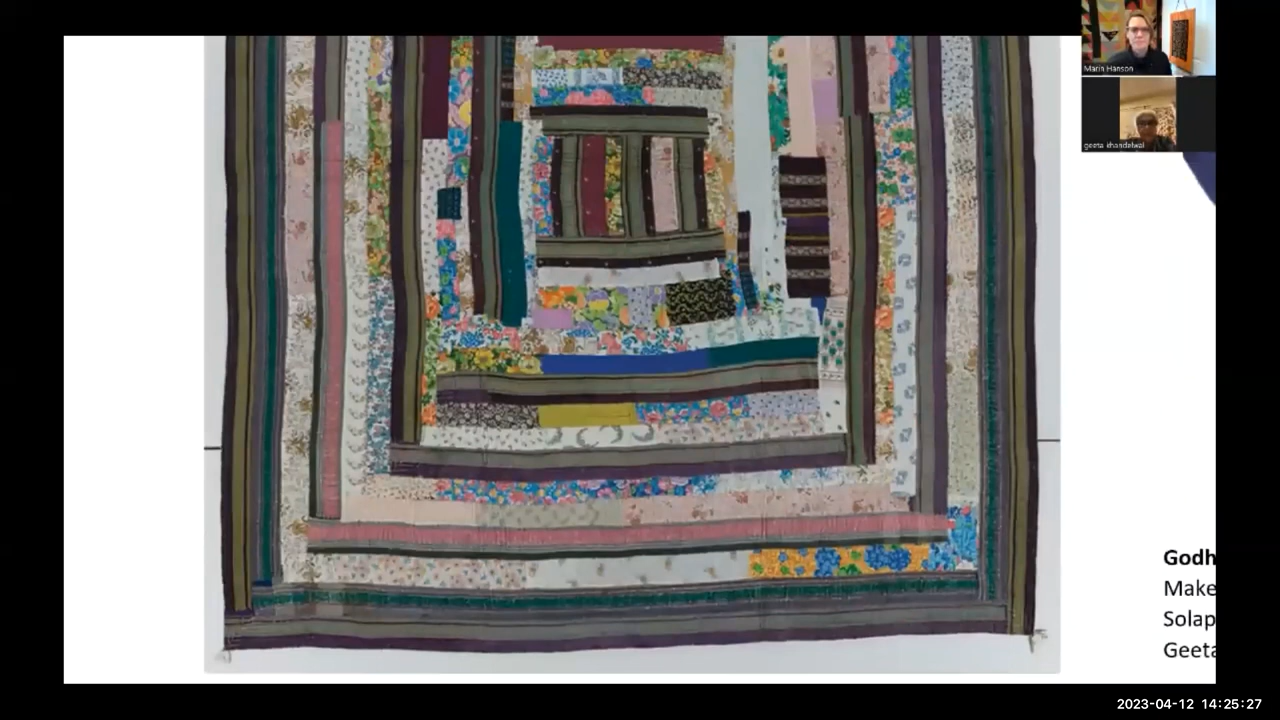 Marin Hanson
geeta khandelwal
Godh
Make
Solap
Geeta
2023-04-12 14:25:27